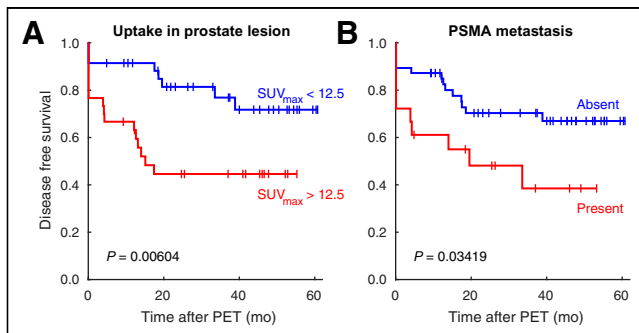 A Uptake in prostate lesion
1.0
0.8
0.6
0.4
0.2
0.0
Disease free survival
SUVmax < 12.5
SUVmax > 12.5
P = 0.00604
0 20 40 60
Time after PET (mo)
B PSMA metastasis
1.0
0.8
0.6
0.4
0.2
0.0
Absent
Present
P = 0.03419
0 20 40 60
Time after PET (mo)